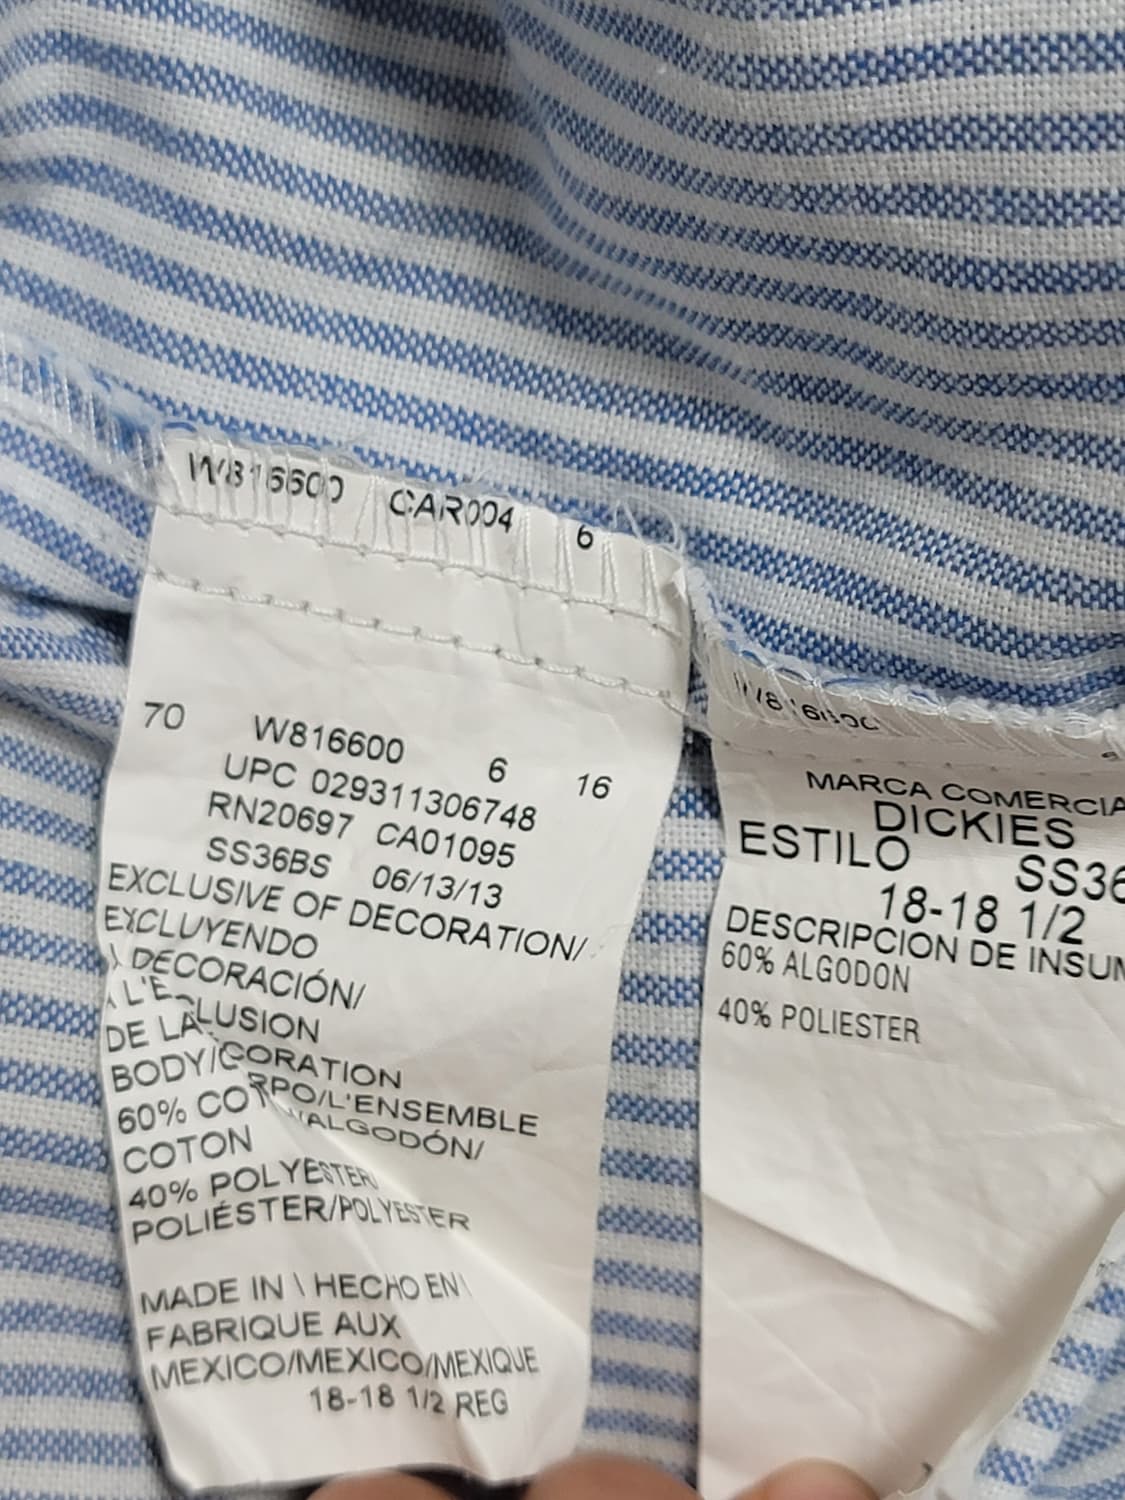 W816600 CAR004 6
70 W816600 6 16
UPC 029311306748
RN20697 CA01095
SS36BS 06/13/13
EXCLUSIVE OF DECORATION/
EXCLUYENDO
DECORACIÓN/
DE LA
BODY/
60% COT
COTON
40% POLYESTER/
POLIÉSTER/POLYESTER
MADE IN \ HECHO EN \
FABRIQUE AUX
MEXICO/MEXICO/MEXIQUE
18-18 1/2 REG
MARCA COMERCIA
DICKIES
ESTILO SS36
18-18 1/2
DESCRIPCION DE INSUM
60% ALGODON
40% POLIESTER